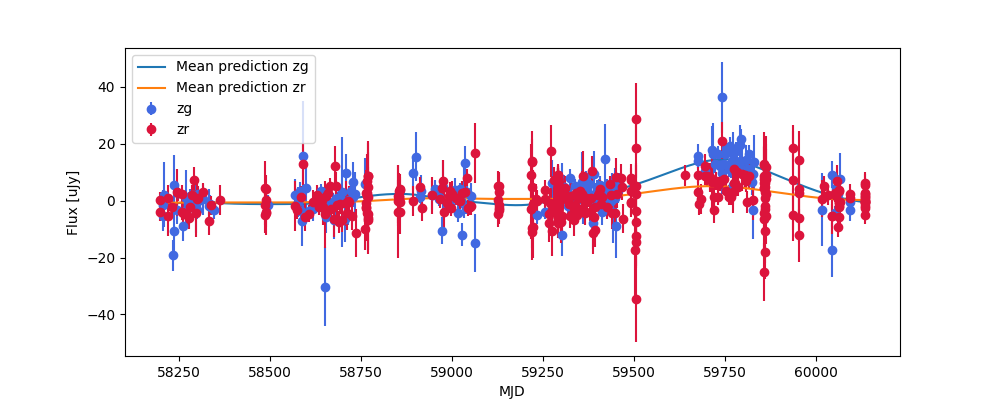 Mean prediction zg
Mean prediction zr
zg
zr
Flux [uJy]
40
20
0
−20
−40
58250
58500
58750
59000
59250
59500
59750
60000
MJD